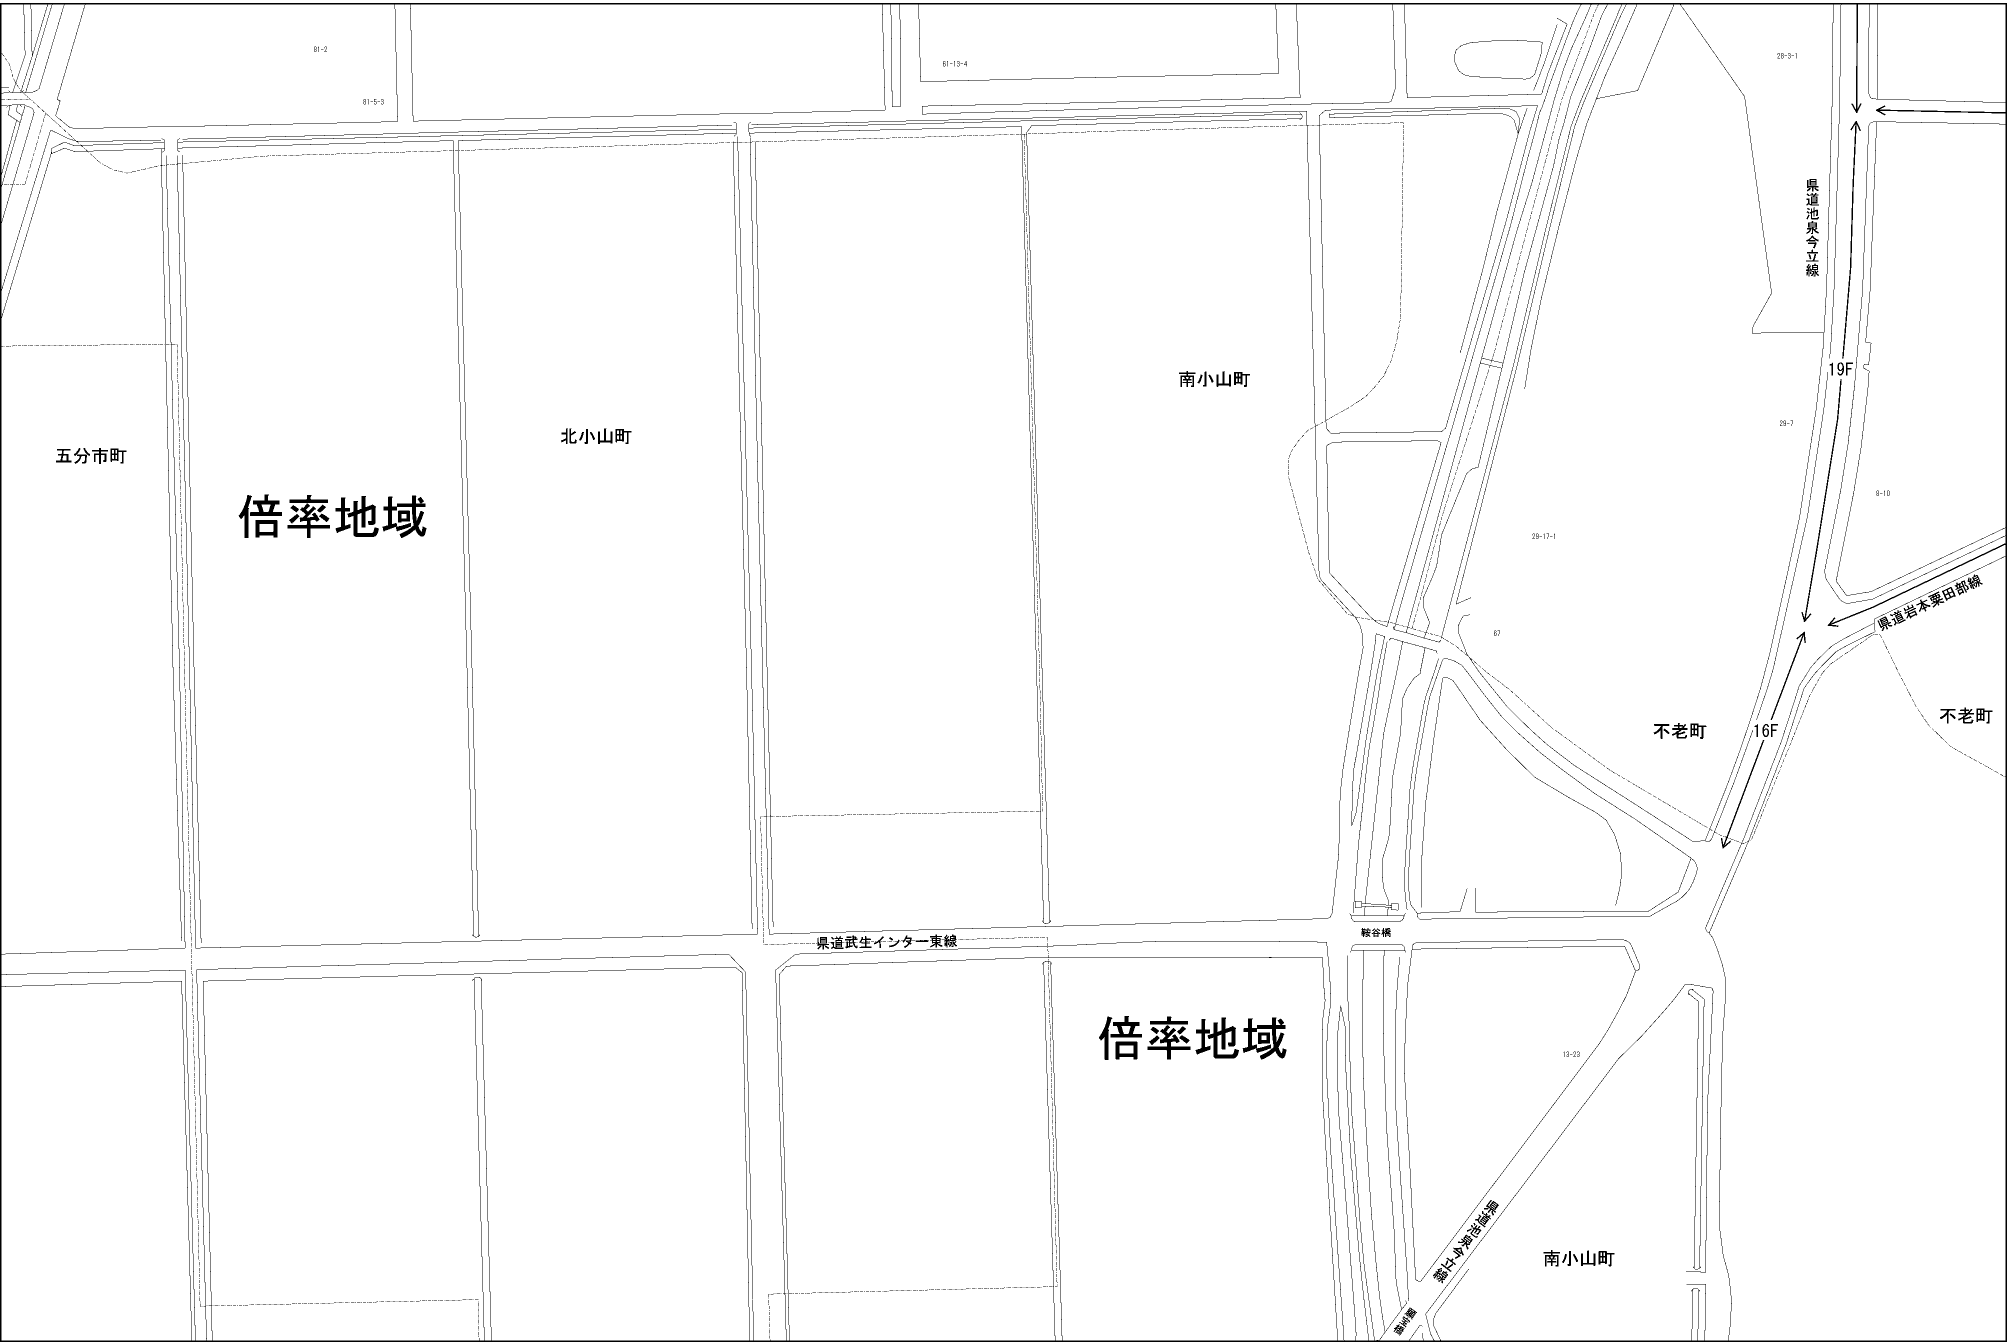 81-2
61-13-4
28-3-1
81-5-3
県道池泉今立線
19F
南小山町
29-7
北小山町
五分市町
倍率地域
8-10
29-17-1
県道岩本粟田部線
67
不老町
不老町
16F
鞍谷橋
県道武生インター東線
倍率地域
13-23
県道池泉今立線
南小山町